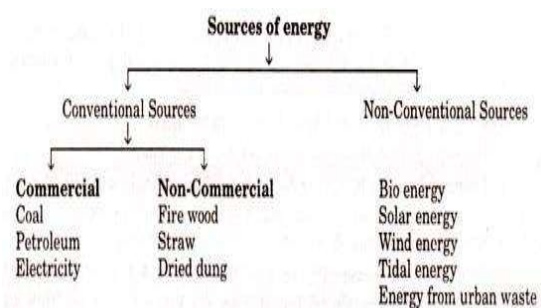 Sources of energy
Conventional Sources
Non-Conventional Sources
Commercial
Coal
Petroleum
Electricity
Non-Commercial
Fire wood
Straw
Dried dung
Bio energy
Solar energy
Wind energy
Tidal energy
Energy from urban waste